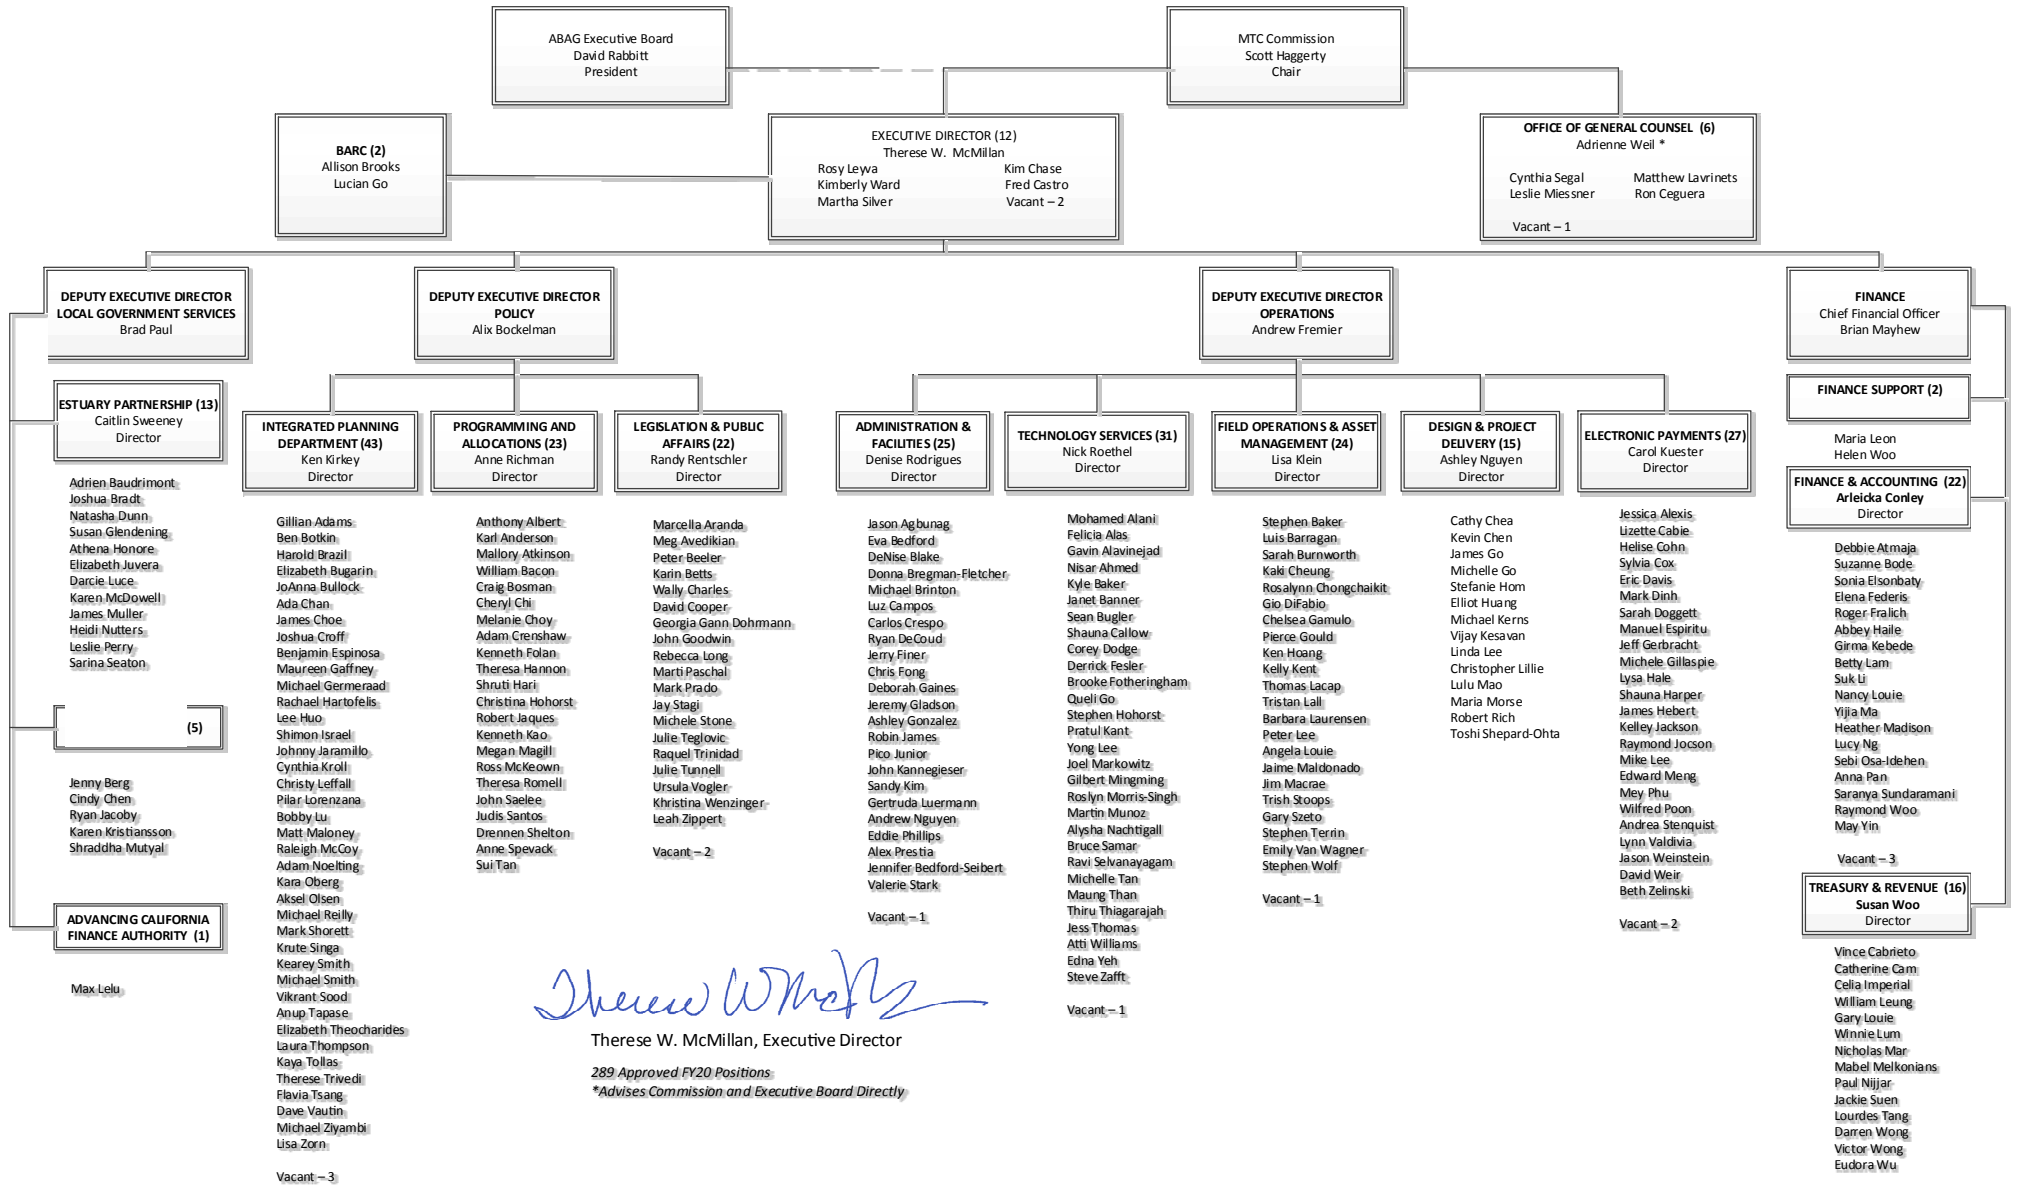 ABAG Executive Board
David Rabbitt
President
MTC Commission
Scott Haggerty
Chair
BARC (2)
Allison Brooks
Lucian Go
EXECUTIVE DIRECTOR (12)
Therese W. McMillan
Rosy Leyva
Kimberly Ward
Martha Silver
Kim Chase
Fred Castro
Vacant – 2
OFFICE OF GENERAL COUNSEL (6)
Adrienne Weil *
Cynthia Segal
Leslie Miessner
Matthew Lavrinets
Ron Ceguera
Vacant – 1
DEPUTY EXECUTIVE DIRECTOR
LOCAL GOVERNMENT SERVICES
Brad Paul
DEPUTY EXECUTIVE DIRECTOR
POLICY
Alix Bockelman
DEPUTY EXECUTIVE DIRECTOR
OPERATIONS
Andrew Fremier
FINANCE
Chief Financial Officer
Brian Mayhew
ESTUARY PARTNERSHIP (13)
Caitlin Sweeney
Director
Adrien Baudrimont
Joshua Bradt
Natasha Dunn
Susan Glendening
Athena Honore
Elizabeth Juvera
Darcie Luce
Karen McDowell
James Muller
Heidi Nutters
Leslie Perry
Sarina Seaton
(5)
Jenny Berg
Cindy Chen
Ryan Jacoby
Karen Kristiansson
Shraddha Mutyal
ADVANCING CALIFORNIA
FINANCE AUTHORITY (1)
Max Lelu
INTEGRATED PLANNING
DEPARTMENT (43)
Ken Kirkey
Director
Gillian Adams
Ben Botkin
Harold Brazil
Elizabeth Bugarin
JoAnna Bullock
Ada Chan
James Choe
Joshua Croff
Benjamin Espinosa
Maureen Gaffney
Michael Germeraad
Rachael Hartofelis
Lee Huo
Shimon Israel
Johnny Jaramillo
Cynthia Kroll
Christy Leffall
Pilar Lorenzana
Bobby Lu
Matt Maloney
Raleigh McCoy
Adam Noelting
Kara Oberg
Aksel Olsen
Michael Reilly
Mark Shorett
Krute Singa
Kearey Smith
Michael Smith
Vikrant Sood
Anup Tapase
Elizabeth Theocharides
Laura Thompson
Kaya Tollas
Therese Trivedi
Flavia Tsang
Dave Vautin
Michael Ziyambi
Lisa Zorn
Vacant – 3
PROGRAMMING AND
ALLOCATIONS (23)
Anne Richman
Director
Anthony Albert
Karl Anderson
Mallory Atkinson
William Bacon
Craig Bosman
Cheryl Chi
Melanie Choy
Adam Crenshaw
Kenneth Folan
Theresa Hannon
Shruti Hari
Christina Hohorst
Robert Jaques
Kenneth Kao
Megan Magill
Ross McKeown
Theresa Romell
John Saelee
Judis Santos
Drennen Shelton
Anne Spevack
Sui Tan
LEGISLATION & PUBLIC
AFFAIRS (22)
Randy Rentschler
Director
Marcella Aranda
Meg Avedikian
Peter Beeler
Karin Betts
Wally Charles
David Cooper
Georgia Gann Dohrmann
John Goodwin
Rebecca Long
Marti Paschal
Mark Prado
Jay Stagi
Michele Stone
Julie Teglovic
Raquel Trinidad
Julie Tunnell
Ursula Vogler
Khristina Wenzinger
Leah Zippert
Vacant – 2
ADMINISTRATION &
FACILITIES (25)
Denise Rodrigues
Director
Jason Agbunag
Eva Bedford
DeNise Blake
Donna Bregman-Fletcher
Michael Brinton
Luz Campos
Carlos Crespo
Ryan DeCoud
Jerry Finer
Chris Fong
Deborah Gaines
Jeremy Gladson
Ashley Gonzalez
Robin James
Pico Junior
John Kannegieser
Sandy Kim
Gertruda Luermann
Andrew Nguyen
Eddie Phillips
Alex Prestia
Jennifer Bedford-Seibert
Valerie Stark
Vacant – 1
TECHNOLOGY SERVICES (31)
Nick Roethel
Director
Mohamed Alani
Felicia Alas
Gavin Alavinejad
Nisar Ahmed
Kyle Baker
Janet Banner
Sean Bugler
Shauna Callow
Corey Dodge
Derrick Fesler
Brooke Fotheringham
Queli Go
Stephen Hohorst
Pratul Kant
Yong Lee
Joel Markowitz
Gilbert Mingming
Roslyn Morris-Singh
Martin Munoz
Alysha Nachtigall
Bruce Samar
Ravi Selvanayagam
Michelle Tan
Maung Than
Thiru Thiagarajah
Jess Thomas
Atti Williams
Edna Yeh
Steve Zafft
Vacant – 1
FIELD OPERATIONS & ASSET
MANAGEMENT (24)
Lisa Klein
Director
Stephen Baker
Luis Barragan
Sarah Burnworth
Kaki Cheung
Rosalynn Chongchaikit
Gio DiFabio
Chelsea Gamulo
Pierce Gould
Ken Hoang
Kelly Kent
Thomas Lacap
Tristan Lall
Barbara Laurensen
Peter Lee
Angela Louie
Jaime Maldonado
Jim Macrae
Trish Stoops
Gary Szeto
Stephen Terrin
Emily Van Wagner
Stephen Wolf
Vacant – 1
DESIGN & PROJECT
DELIVERY (15)
Ashley Nguyen
Director
Cathy Chea
Kevin Chen
James Go
Michelle Go
Stefanie Hom
Elliot Huang
Michael Kerns
Vijay Kesavan
Linda Lee
Christopher Lillie
Lulu Mao
Maria Morse
Robert Rich
Toshi Shepard-Ohta
ELECTRONIC PAYMENTS (27)
Carol Kuester
Director
Jessica Alexis
Lizette Cabie
Helise Cohn
Sylvia Cox
Eric Davis
Mark Dinh
Sarah Doggett
Manuel Espiritu
Jeff Gerbracht
Michele Gillaspie
Lysa Hale
Shauna Harper
James Hebert
Kelley Jackson
Raymond Jocson
Mike Lee
Edward Meng
Mey Phu
Wilfred Poon
Andrea Stenquist
Lynn Valdivia
Jason Weinstein
David Weir
Beth Zelinski
Vacant – 2
FINANCE SUPPORT (2)
Maria Leon
Helen Woo
FINANCE & ACCOUNTING (22)
Arleicka Conley
Director
Debbie Atmaja
Suzanne Bode
Sonia Elsonbaty
Elena Federis
Roger Fralich
Abbey Haile
Girma Kebede
Betty Lam
Suk Li
Nancy Louie
Yijia Ma
Heather Madison
Lucy Ng
Sebi Osa-Idehen
Anna Pan
Saranya Sundaramani
Raymond Woo
May Yin
Vacant – 3
TREASURY & REVENUE (16)
Susan Woo
Director
Vince Cabrieto
Catherine Cam
Celia Imperial
William Leung
Gary Louie
Winnie Lum
Nicholas Mar
Mabel Melkonians
Paul Nijjar
Jackie Suen
Lourdes Tang
Darren Wong
Victor Wong
Eudora Wu
Therese W. McMillan, Executive Director
289 Approved FY20 Positions
*Advises Commission and Executive Board Directly